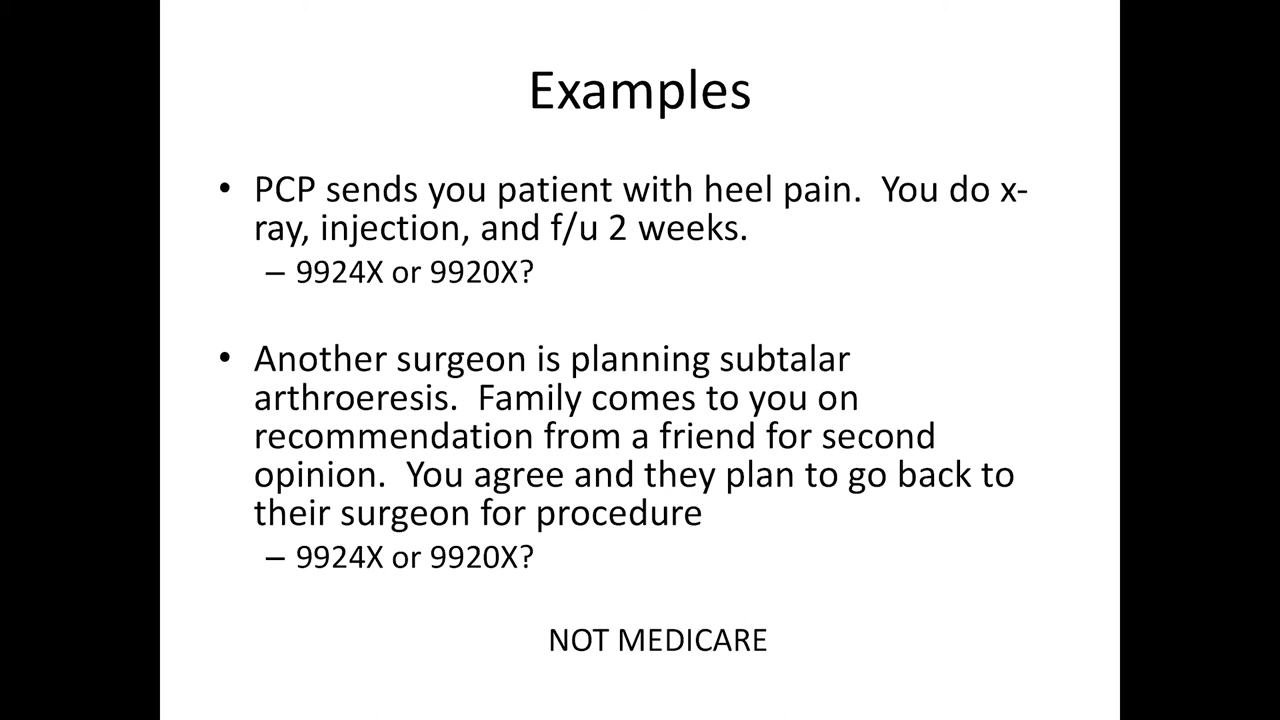 Examples
• PCP sends you patient with heel pain.  You do x-
ray, injection, and f/u 2 weeks.
– 9924X or 9920X?
• Another surgeon is planning subtalar
arthroeresis.  Family comes to you on
recommendation from a friend for second
opinion.  You agree and they plan to go back to
their surgeon for procedure
– 9924X or 9920X?
NOT MEDICARE